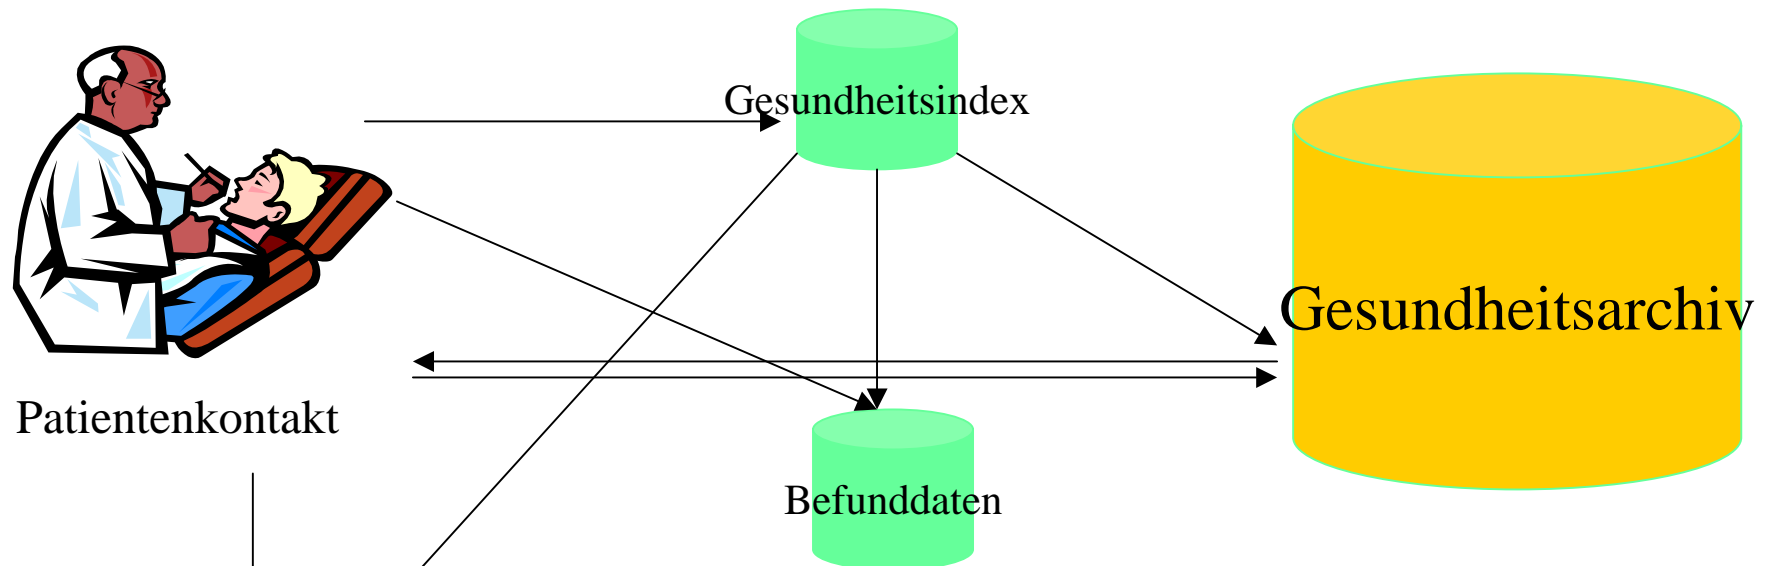 Gesundheitsindex
Gesundheitsarchiv
Patientenkontakt
Befunddaten